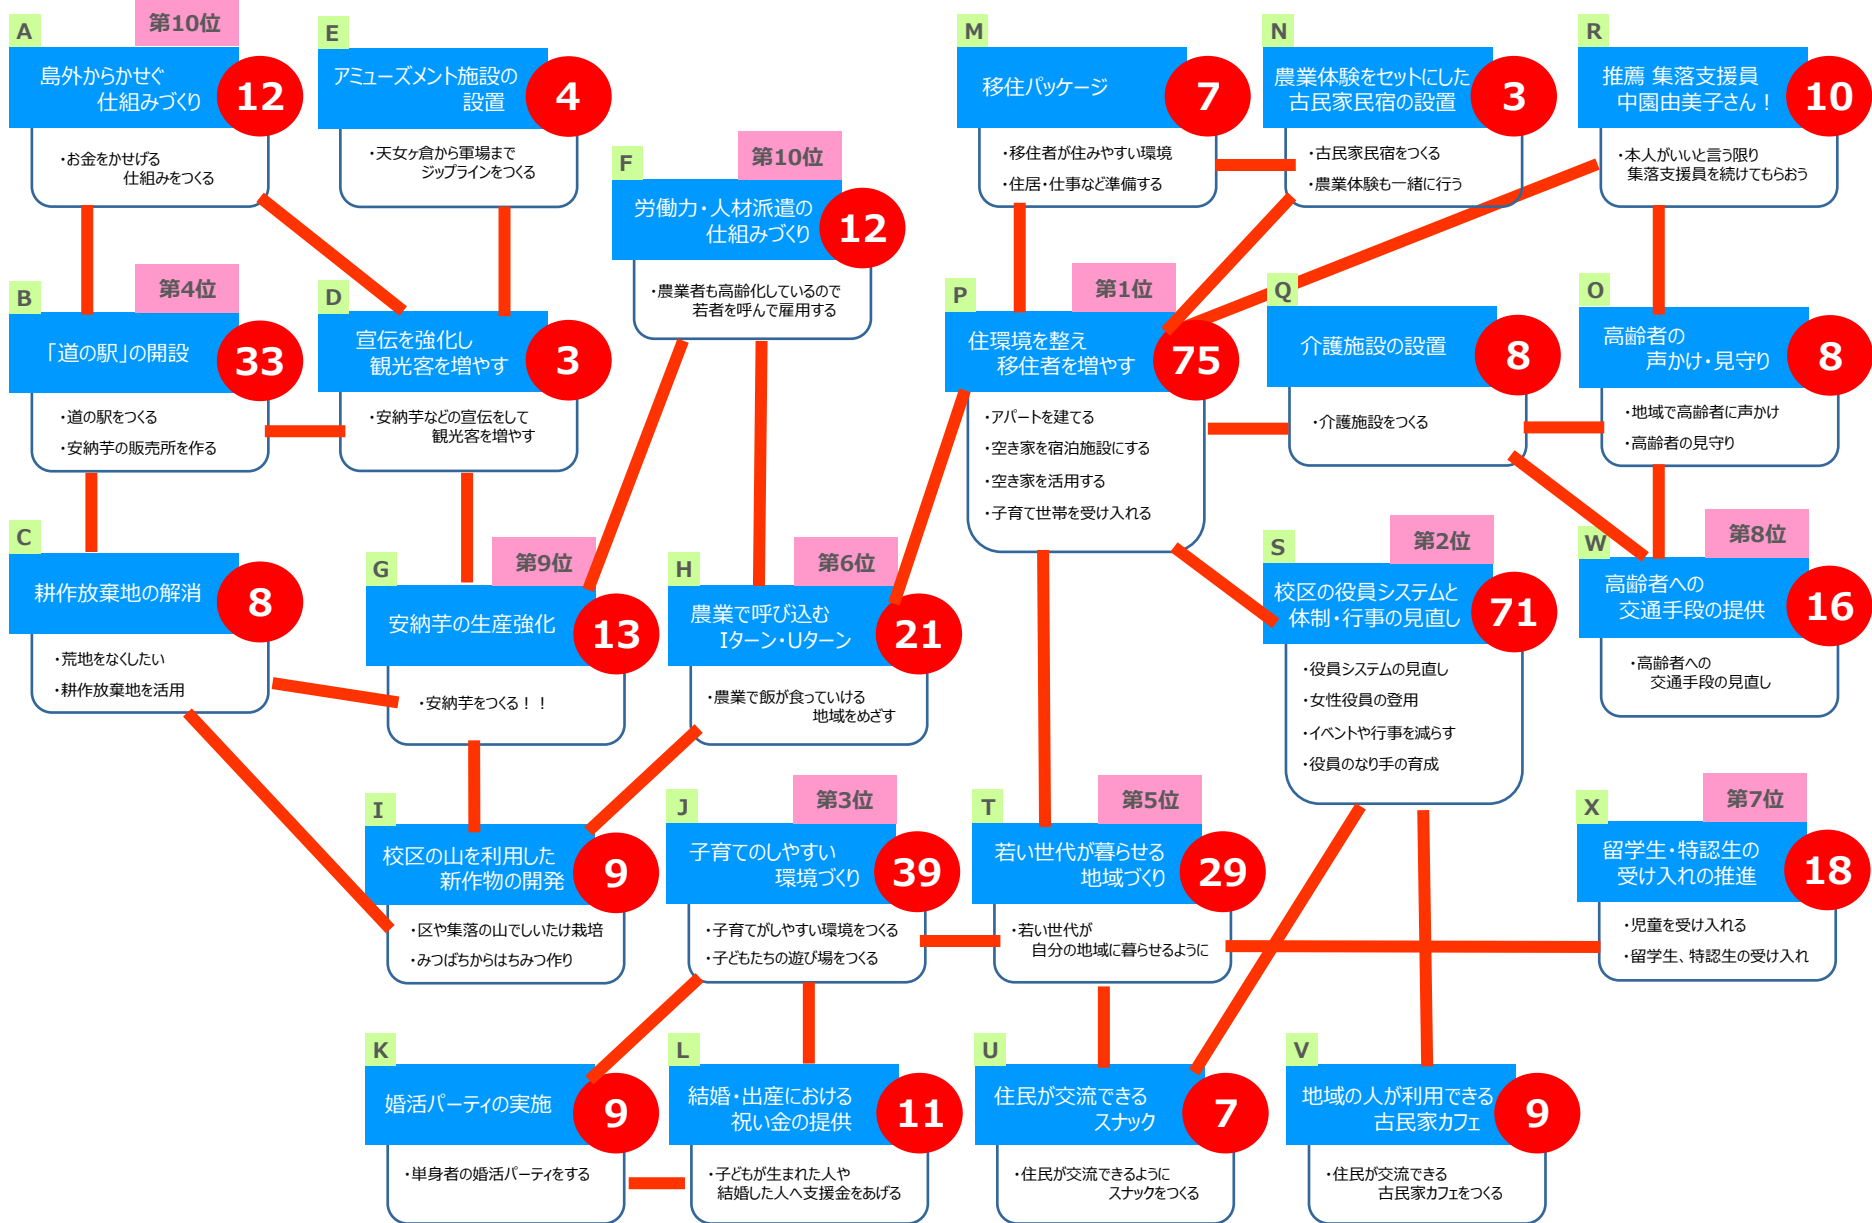 A
第10位
島外からかせぐ
仕組みづくり
12
・お金をかせげる
仕組みをつくる
E
アミューズメント施設の
設置
4
・天女ヶ倉から軍場まで
ジップラインをつくる
F
第10位
労働力・人材派遣の
仕組みづくり
12
・農業者も高齢化しているので
若者を呼んで雇用する
M
移住パッケージ
7
・移住者が住みやすい環境
・住居・仕事など準備する
N
農業体験をセットにした
古民家民宿の設置
3
・古民家民宿をつくる
・農業体験も一緒に行う
R
推薦 集落支援員
中園由美子さん！
10
・本人がいいと言う限り
集落支援員を続けてもらおう
B
第4位
「道の駅」の開設
33
・道の駅をつくる
・安納芋の販売所を作る
D
宣伝を強化し
観光客を増やす
3
・安納芋などの宣伝をして
観光客を増やす
P
第1位
住環境を整え
移住者を増やす
75
・アパートを建てる
・空き家を宿泊施設にする
・空き家を活用する
・子育て世帯を受け入れる
Q
介護施設の設置
8
・介護施設をつくる
O
高齢者の
声かけ・見守り
8
・地域で高齢者に声かけ
・高齢者の見守り
C
耕作放棄地の解消
8
・荒地をなくしたい
・耕作放棄地を活用
G
第9位
安納芋の生産強化
13
・安納芋をつくる！！
H
第6位
農業で呼び込む
Iターン・Uターン
21
・農業で飯が食っていける
地域をめざす
S
第2位
校区の役員システムと
体制・行事の見直し
71
・役員システムの見直し
・女性役員の登用
・イベントや行事を減らす
・役員のなり手の育成
W
第8位
高齢者への
交通手段の提供
16
・高齢者への
交通手段の見直し
I
校区の山を利用した
新作物の開発
9
・区や集落の山でしいたけ栽培
・みつばちからはちみつ作り
J
第3位
子育てのしやすい
環境づくり
39
・子育てがしやすい環境をつくる
・子どもたちの遊び場をつくる
T
第5位
若い世代が暮らせる
地域づくり
29
・若い世代が
自分の地域に暮らせるように
X
第7位
留学生・特認生の
受け入れの推進
18
・児童を受け入れる
・留学生、特認生の受け入れ
K
婚活パーティの実施
9
・単身者の婚活パーティをする
L
結婚・出産における
祝い金の提供
11
・子どもが生まれた人や
結婚した人へ支援金をあげる
U
住民が交流できる
スナック
7
・住民が交流できるように
スナックをつくる
V
地域の人が利用できる
古民家カフェ
9
・住民が交流できる
古民家カフェをつくる